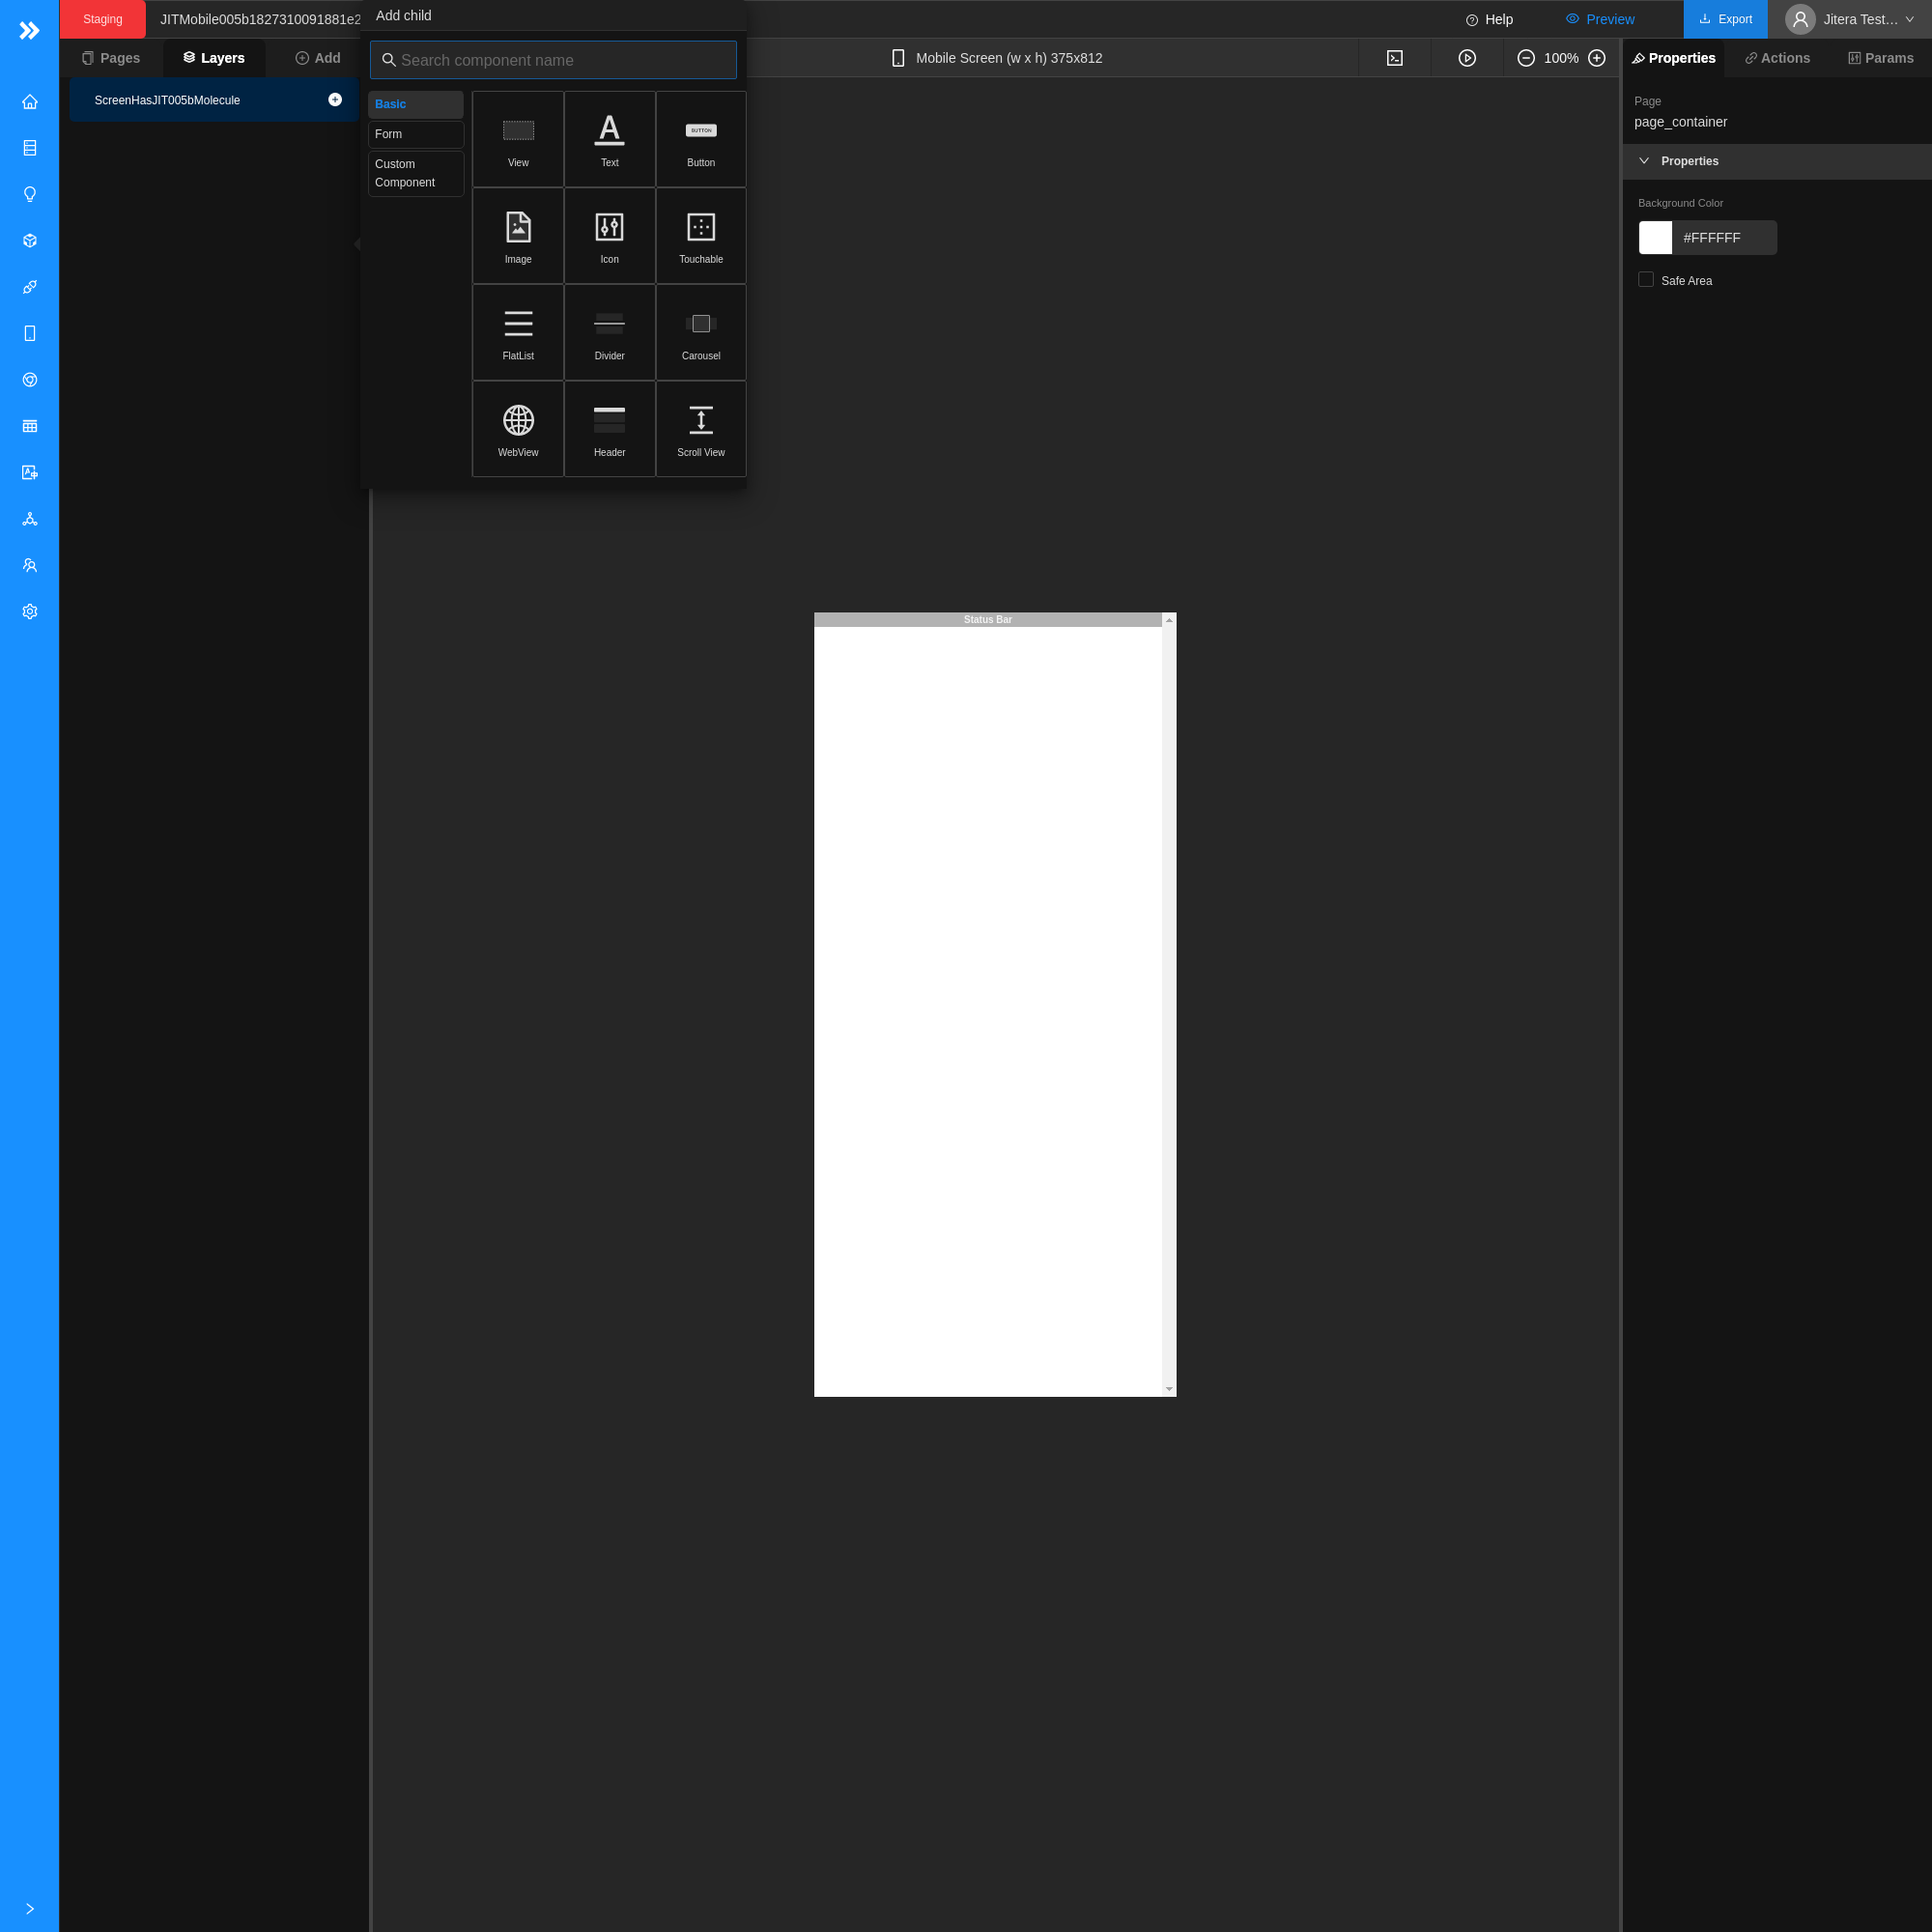 Staging
JITMobile005b1827310091881e2
Add child
Help
Preview
Export
Jitera Test...
Pages
Layers
Add
Search component name
Mobile Screen (w x h) 375x812
100%
Properties
Actions
Params
ScreenHasJIT005bMolecule
Basic
Form
Custom
Component
View
Text
BUTTON
Button
Image
Icon
Touchable
FlatList
Divider
Carousel
WebView
Header
Scroll View
Page
page_container
Properties
Background Color
#FFFFFF
Safe Area
Status Bar